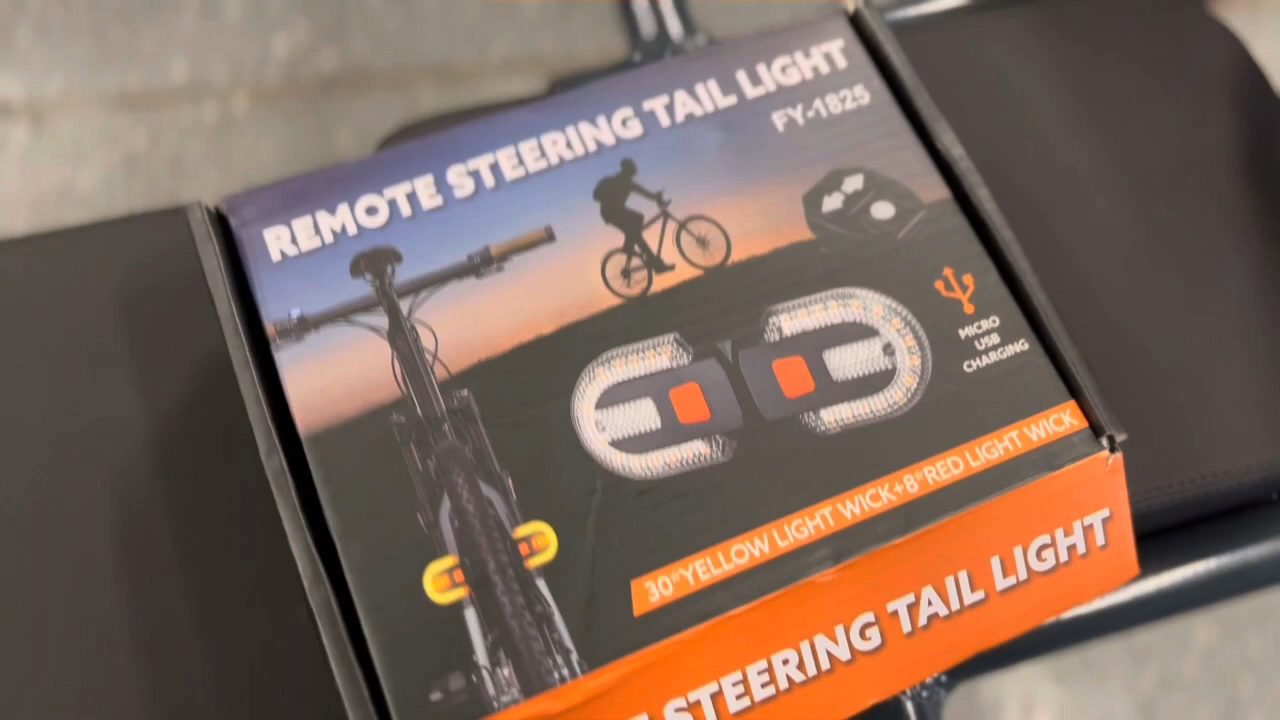 REMOTE STEERING TAIL LIGHT
FY-1825
MICRO
USB
CHARGING
30*YELLOW LIGHT WICK+8*RED LIGHT WICK
STEERING TAIL LIGHT